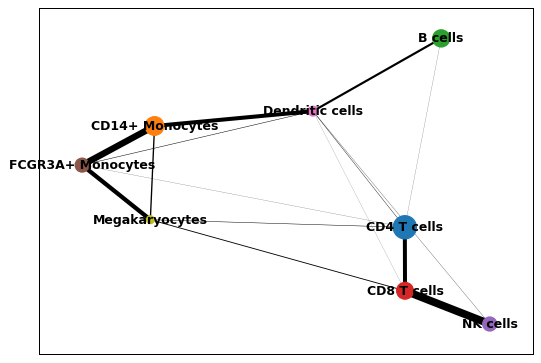 B cells
Dendritic cells
CD14+ Monocytes
FCGR3A+ Monocytes
Megakaryocytes
CD4 T cells
CD8 T cells
NK cells